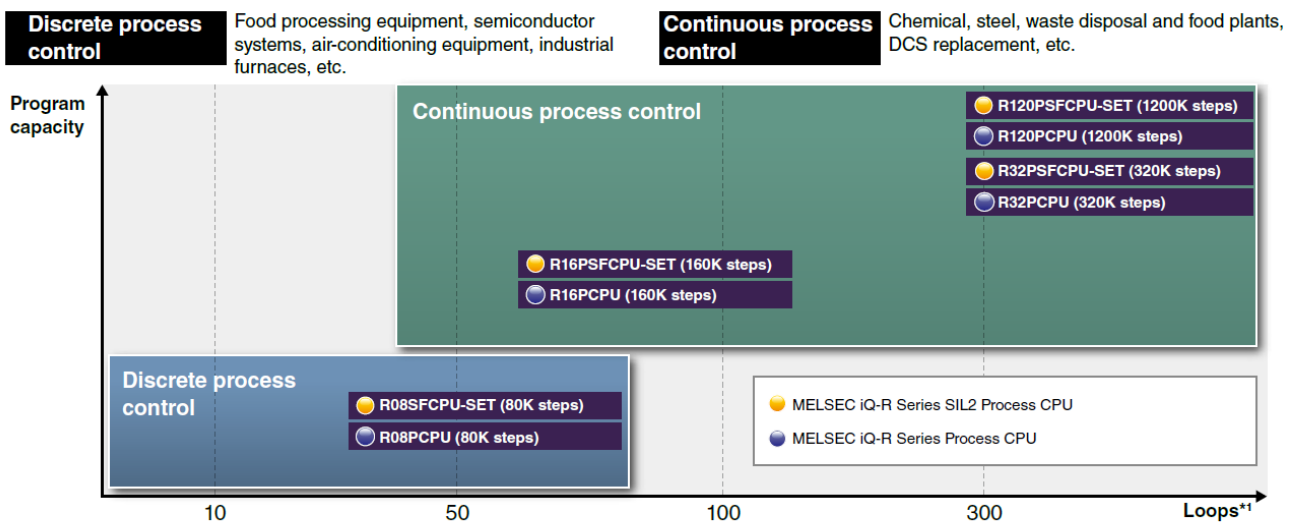 Discrete process
control
Food processing equipment, semiconductor
systems, air-conditioning equipment, industrial
furnaces, etc.
Continuous process
control
Chemical, steel, waste disposal and food plants,
DCS replacement, etc.
Program
capacity
Continuous process control
R120PSFCPU-SET (1200K steps)
R120PCPU (1200K steps)
R32PSFCPU-SET (320K steps)
R32PCPU (320K steps)
R16PSFCPU-SET (160K steps)
R16PCPU (160K steps)
Discrete process
control
R08SFCPU-SET (80K steps)
R08PCPU (80K steps)
MELSEC iQ-R Series SIL2 Process CPU
MELSEC iQ-R Series Process CPU
10 50 100 300 Loops*1